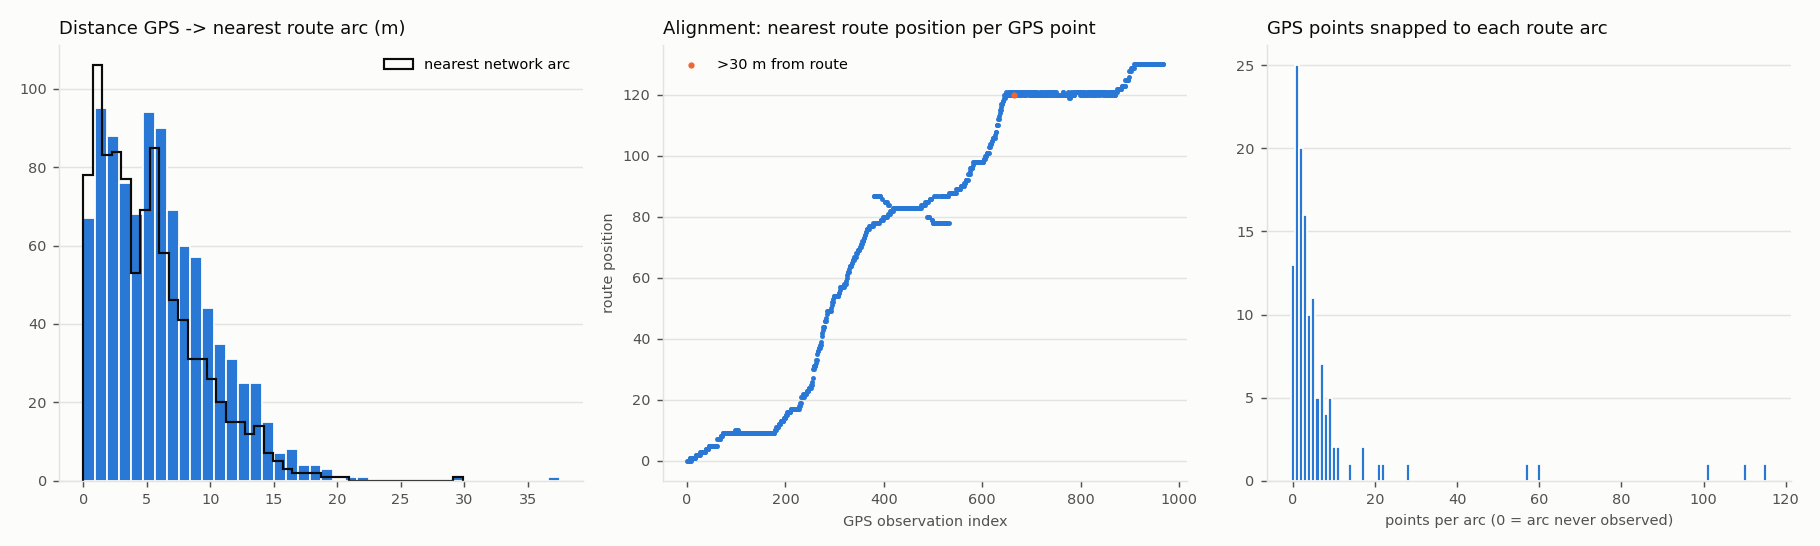 Distance GPS -> nearest route arc (m)
nearest network arc
100
80
60
40
20
0
0 5 10 15 20 25 30 35
Alignment: nearest route position per GPS point
>30 m from route
route position
120
100
80
60
40
20
0
0 200 400 600 800 1000
GPS observation index
GPS points snapped to each route arc
25
20
15
10
5
0
0 20 40 60 80 100 120
points per arc (0 = arc never observed)